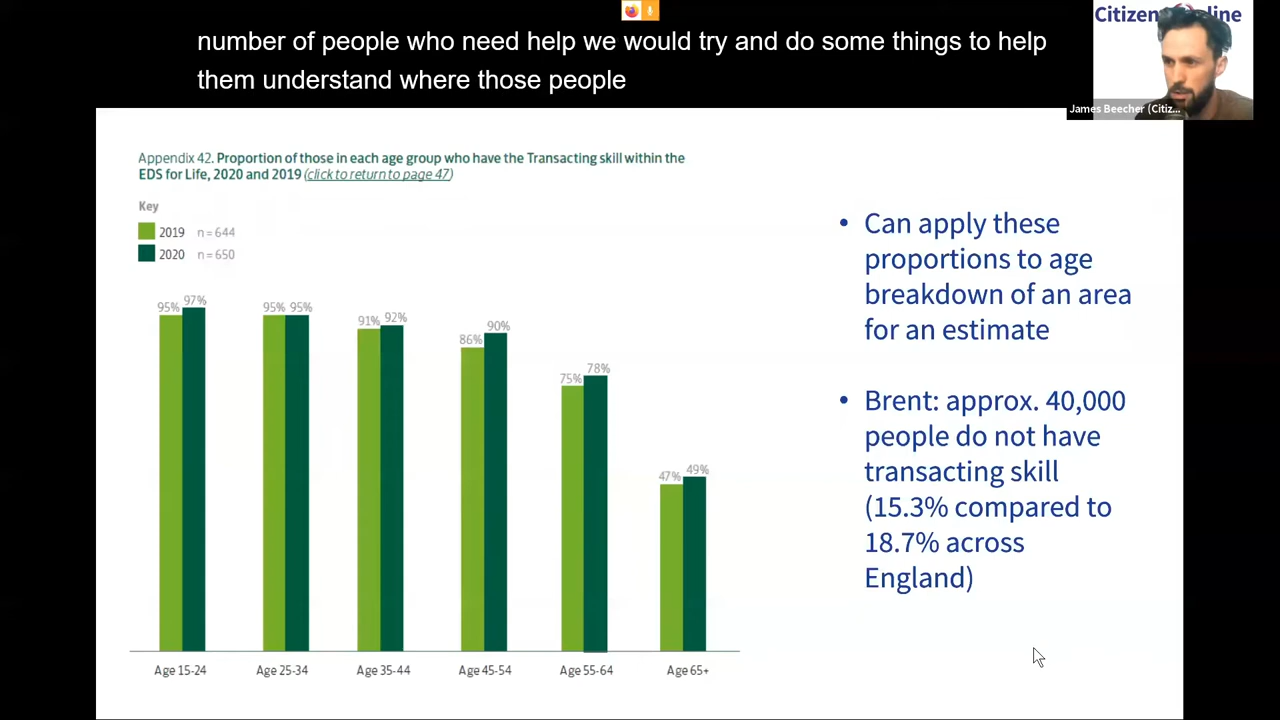 number of people who need help we would try and do some things to help
them understand where those people
Citizen Online
James Beecher (Citiz...
Appendix 42. Proportion of those in each age group who have the Transacting skill within the
EDS for Life, 2020 and 2019 (click to return to page 47)
Key
2019 n=644
2020 n=650
95% 97%
95% 95%
91% 92%
86% 90%
75% 78%
47% 49%
Age 15-24 Age 25-34 Age 35-44 Age 45-54 Age 55-64 Age 65+
• Can apply these
proportions to age
breakdown of an area
for an estimate
• Brent: approx. 40,000
people do not have
transacting skill
(15.3% compared to
18.7% across
England)